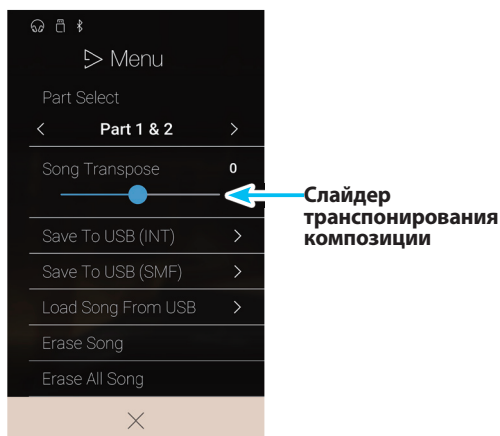 Menu
Part Select
Part 1 & 2
Song Transpose 0
Слайдер
транспонирования
композиции
Save To USB (INT)
Save To USB (SMF)
Load Song From USB
Erase Song
Erase All Song